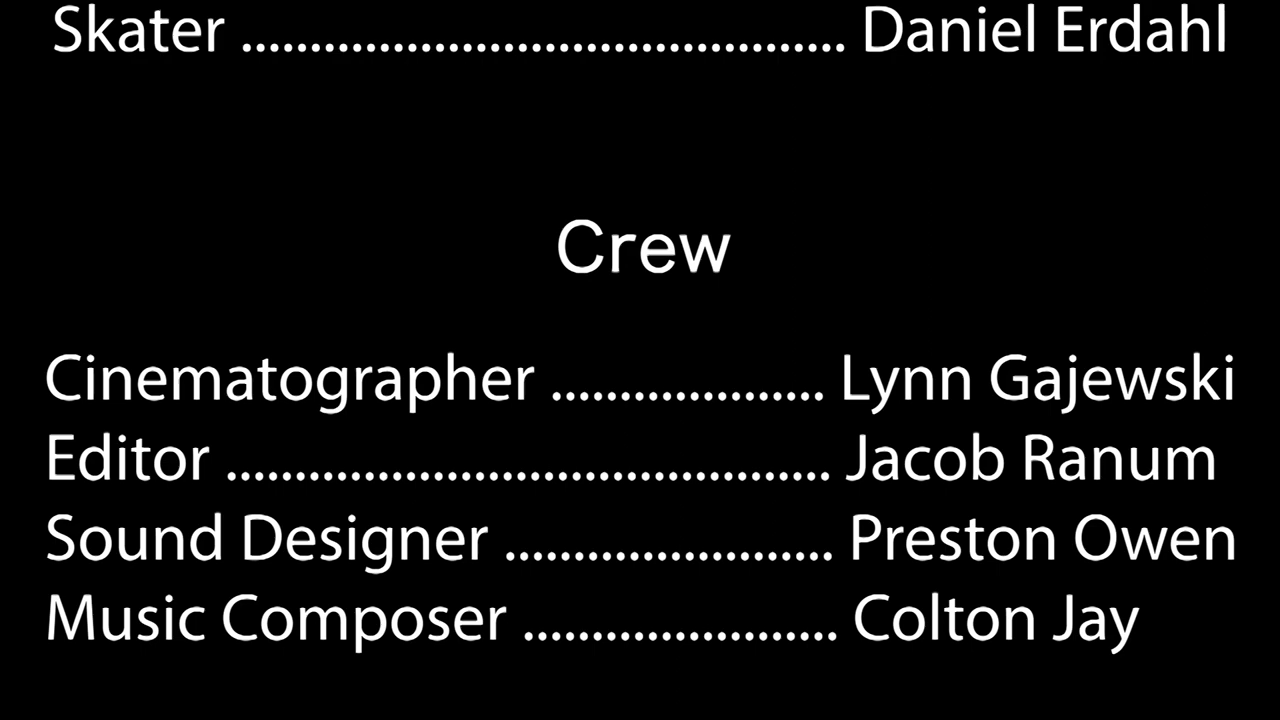 Skater ............................................ Daniel Erdahl
Crew
Cinematographer .................... Lynn Gajewski
Editor ............................................ Jacob Ranum
Sound Designer ........................ Preston Owen
Music Composer ....................... Colton Jay